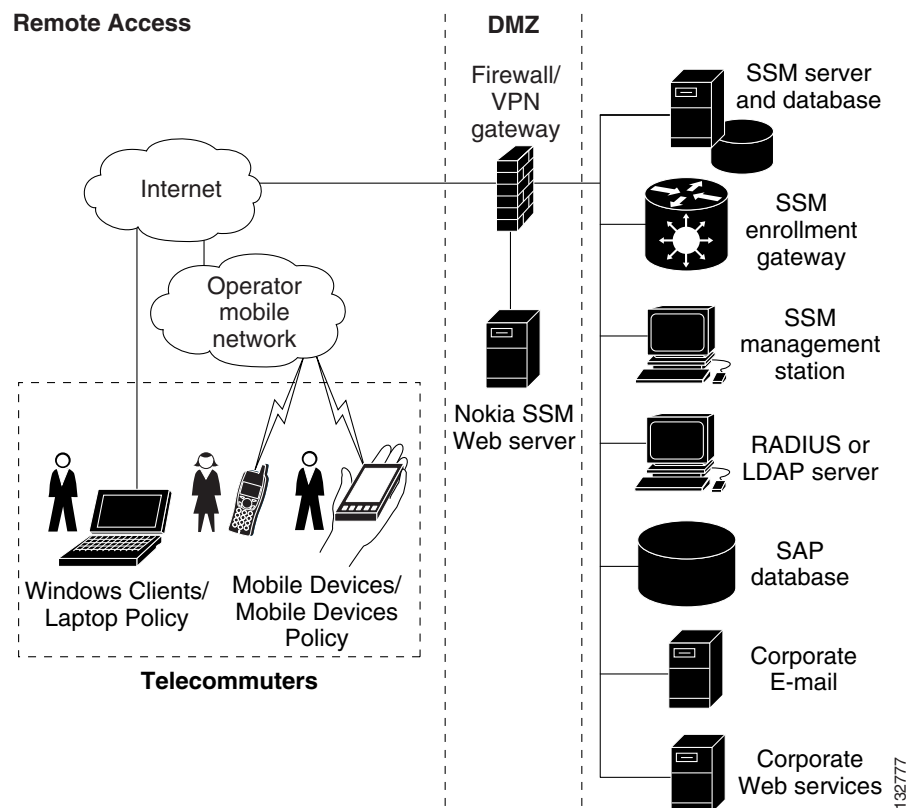 Remote Access
DMZ
Firewall/
VPN
gateway
SSM server
and database
Internet
SSM
enrollment
gateway
Operator
mobile
network
SSM
management
station
Nokia SSM
Web server
RADIUS or
LDAP server
SAP
database
Windows Clients/
Laptop Policy
Mobile Devices/
Mobile Devices
Policy
Telecommuters
Corporate
E-mail
Corporate
Web services
132777